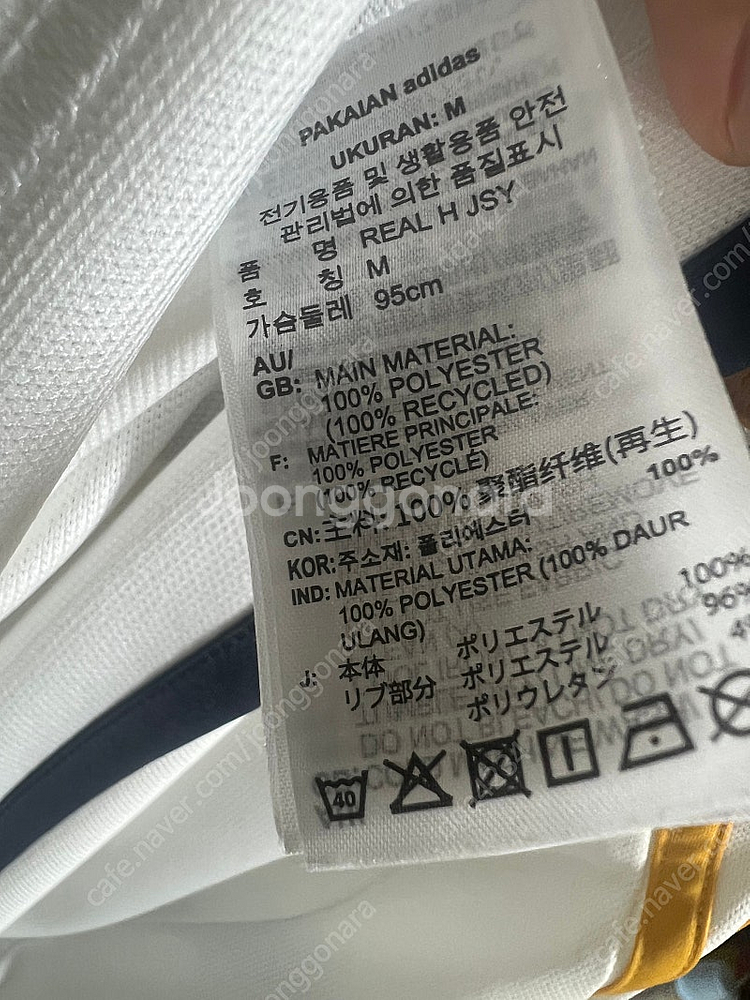 PAKAIAN adidas
UKURAN: M
전기용품 및 생활용품 안전
관리법에 의한 품질표시
품 명 REAL H JSY
호 칭 M
가슴둘레 95cm
AU/
GB: MAIN MATERIAL:
100% POLYESTER
(100% RECYCLED)
F: MATIERE PRINCIPALE:
100% POLYESTER
(100% RECYCLÉ)
CN: 主料: 100% 聚酯纤维(再生)
KOR: 주소재: 폴리에스터 100%
IND: MATERIAL UTAMA:
100% POLYESTER (100% DAUR
ULANG)
J: 本体 ポリエステル 100%
リブ部分 ポリエステル 96%
ポリウレタン
40
Joonggonara
cafe.naver.com/joonggonara